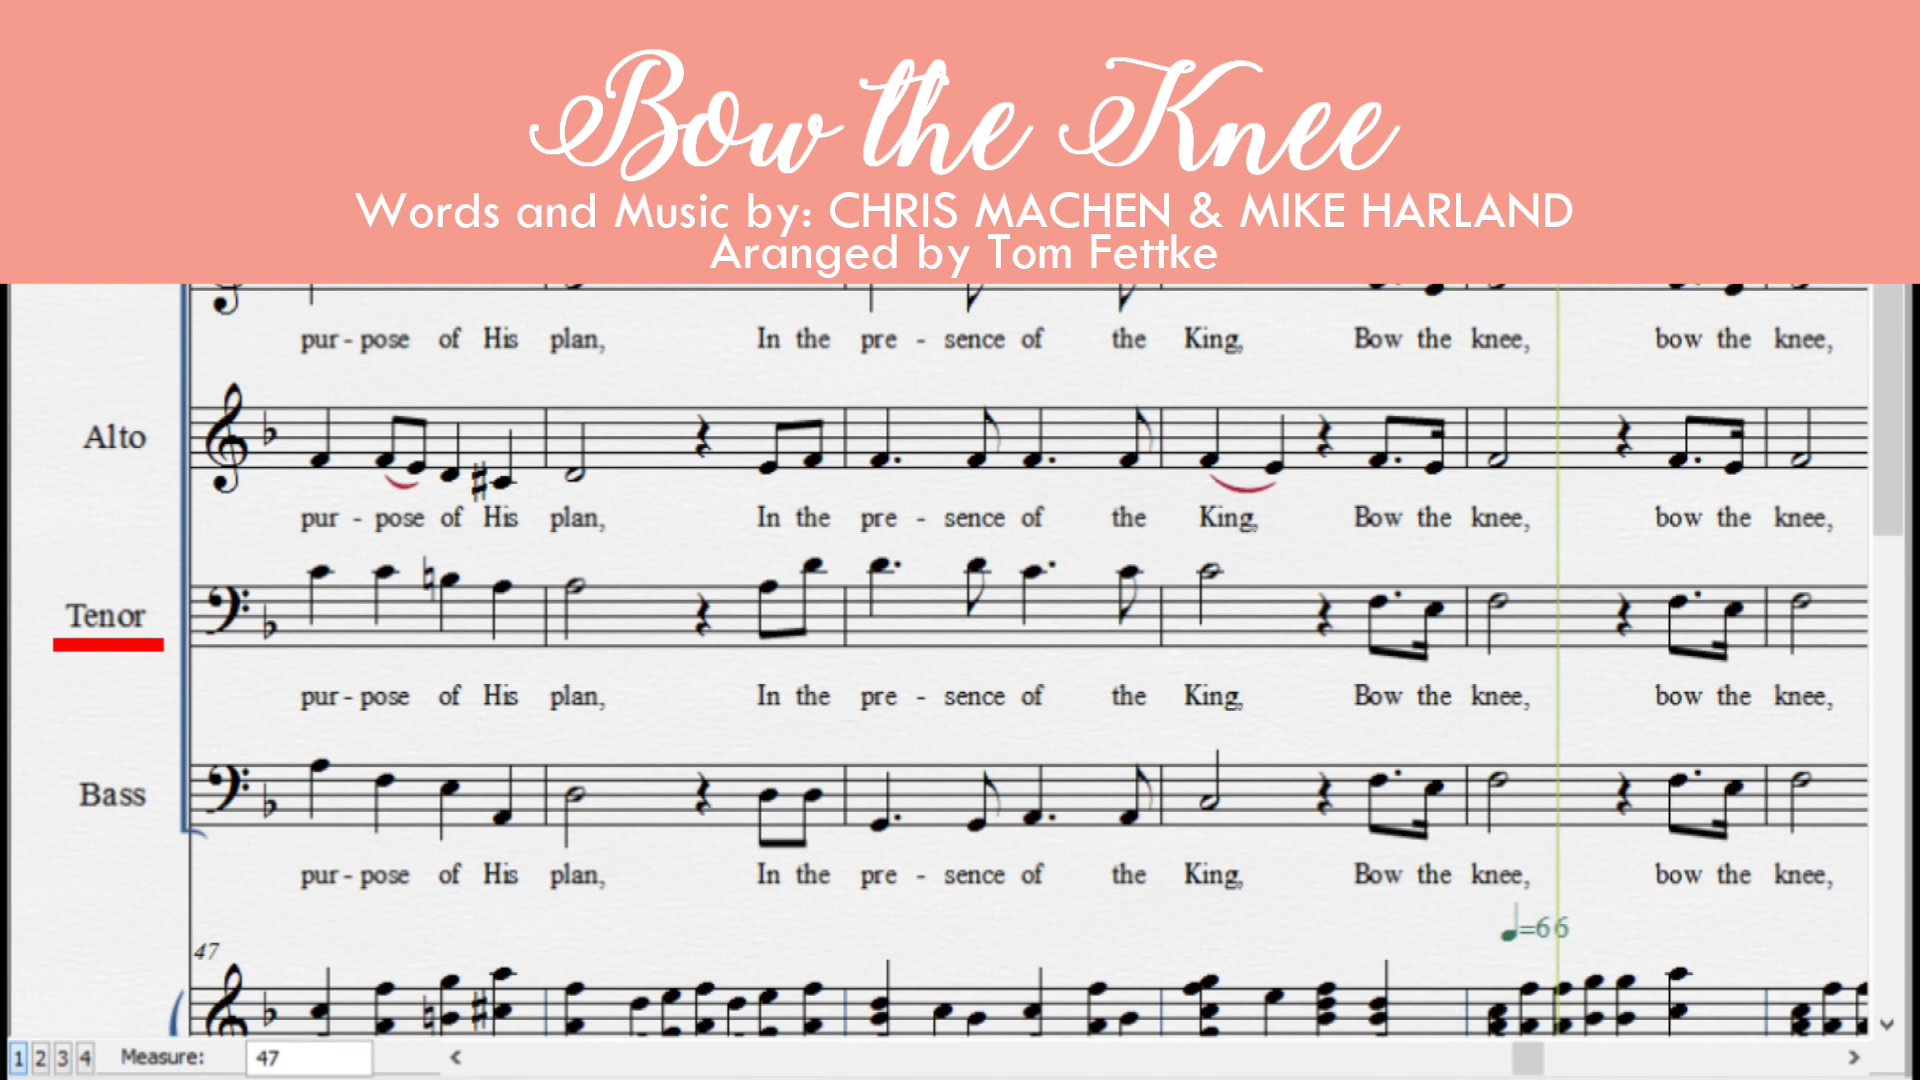 Bow the Knee
Words and Music by: CHRIS MACHEN & MIKE HARLAND
Aranged by Tom Fettke
pur - pose of His plan, In the pre - sence of the King, Bow the knee, bow the knee,
Alto
pur - pose of His plan, In the pre - sence of the King, Bow the knee, bow the knee,
Tenor
pur - pose of His plan, In the pre - sence of the King, Bow the knee, bow the knee,
Bass
pur - pose of His plan, In the pre - sence of the King, Bow the knee, bow the knee,
♩=66
47
1 2 3 4 Measure: 47